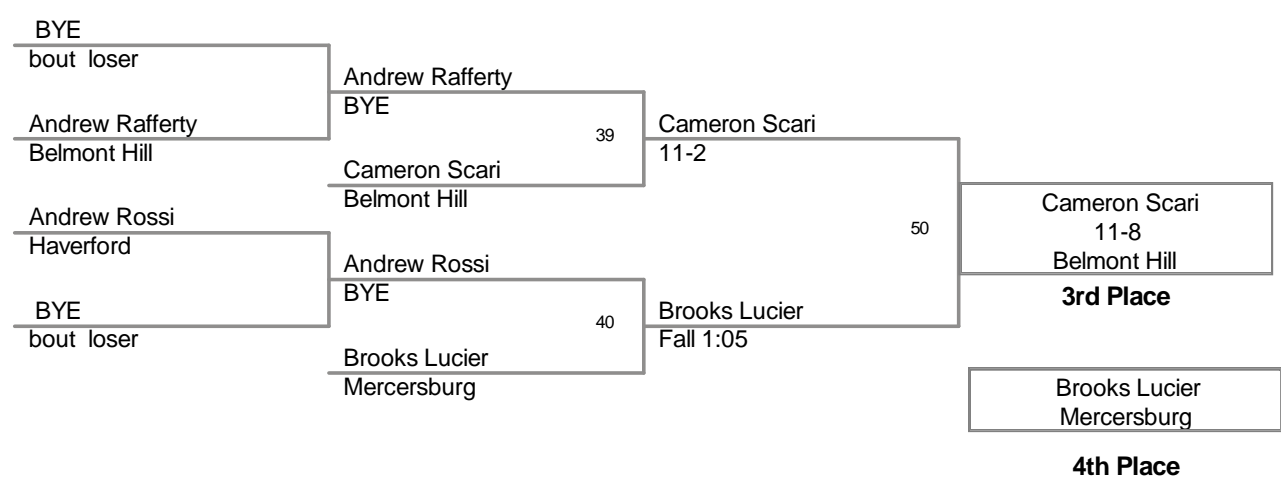 BYE
bout loser
Andrew Rafferty
Belmont Hill
Andrew Rossi
Haverford
BYE
bout loser
Andrew Rafferty
BYE
39
Cameron Scari
Belmont Hill
Andrew Rossi
BYE
40
Brooks Lucier
Mercersburg
Cameron Scari
11-2
50
Brooks Lucier
Fall 1:05
Cameron Scari
11-8
Belmont Hill
3rd Place
Brooks Lucier
Mercersburg
4th Place